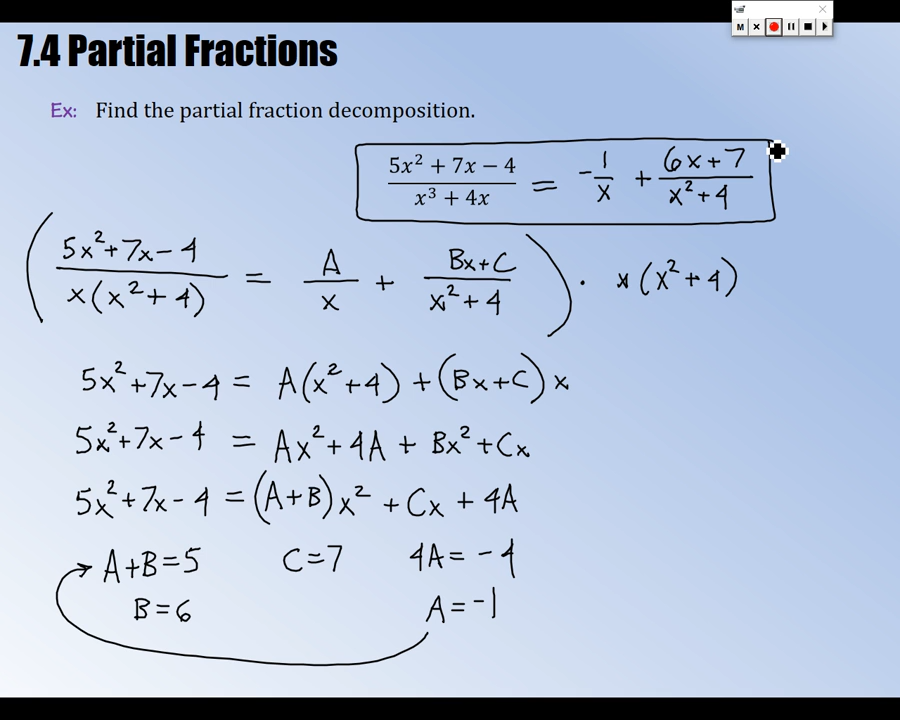 M
7.4 Partial Fractions
Ex: Find the partial fraction decomposition.
(5x² + 7x − 4)/(x³ + 4x) = −1/x + (6x+7)/(x²+4)
( (5x²+7x−4)/(x(x²+4)) = A/x + (Bx+C)/(x²+4) ) · x(x²+4)
5x²+7x−4 = A(x²+4) + (Bx+C)x
5x²+7x−4 = Ax²+4A + Bx²+Cx
5x²+7x−4 = (A+B)x² + Cx + 4A
A+B=5 C=7 4A=−4
B=6 A=−1